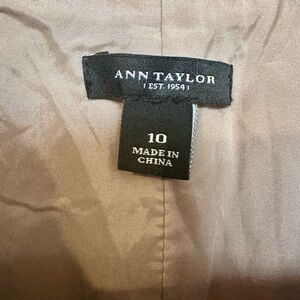 ANN TAYLOR
| EST. 1954 |
10
MADE IN
CHINA